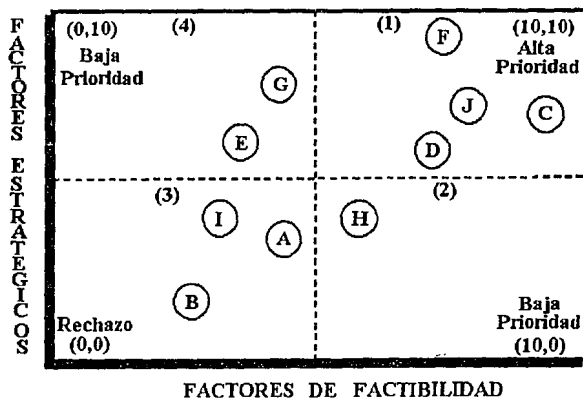 FACTORES ESTRATEGICOS
(0,10)
(4)
Baja
Prioridad
(1)
F
(10,10)
Alta
Prioridad
G
J
C
E
D
(3)
(2)
I
A
H
B
Rechazo
(0,0)
Baja
Prioridad
(10,0)
FACTORES DE FACTIBILIDAD